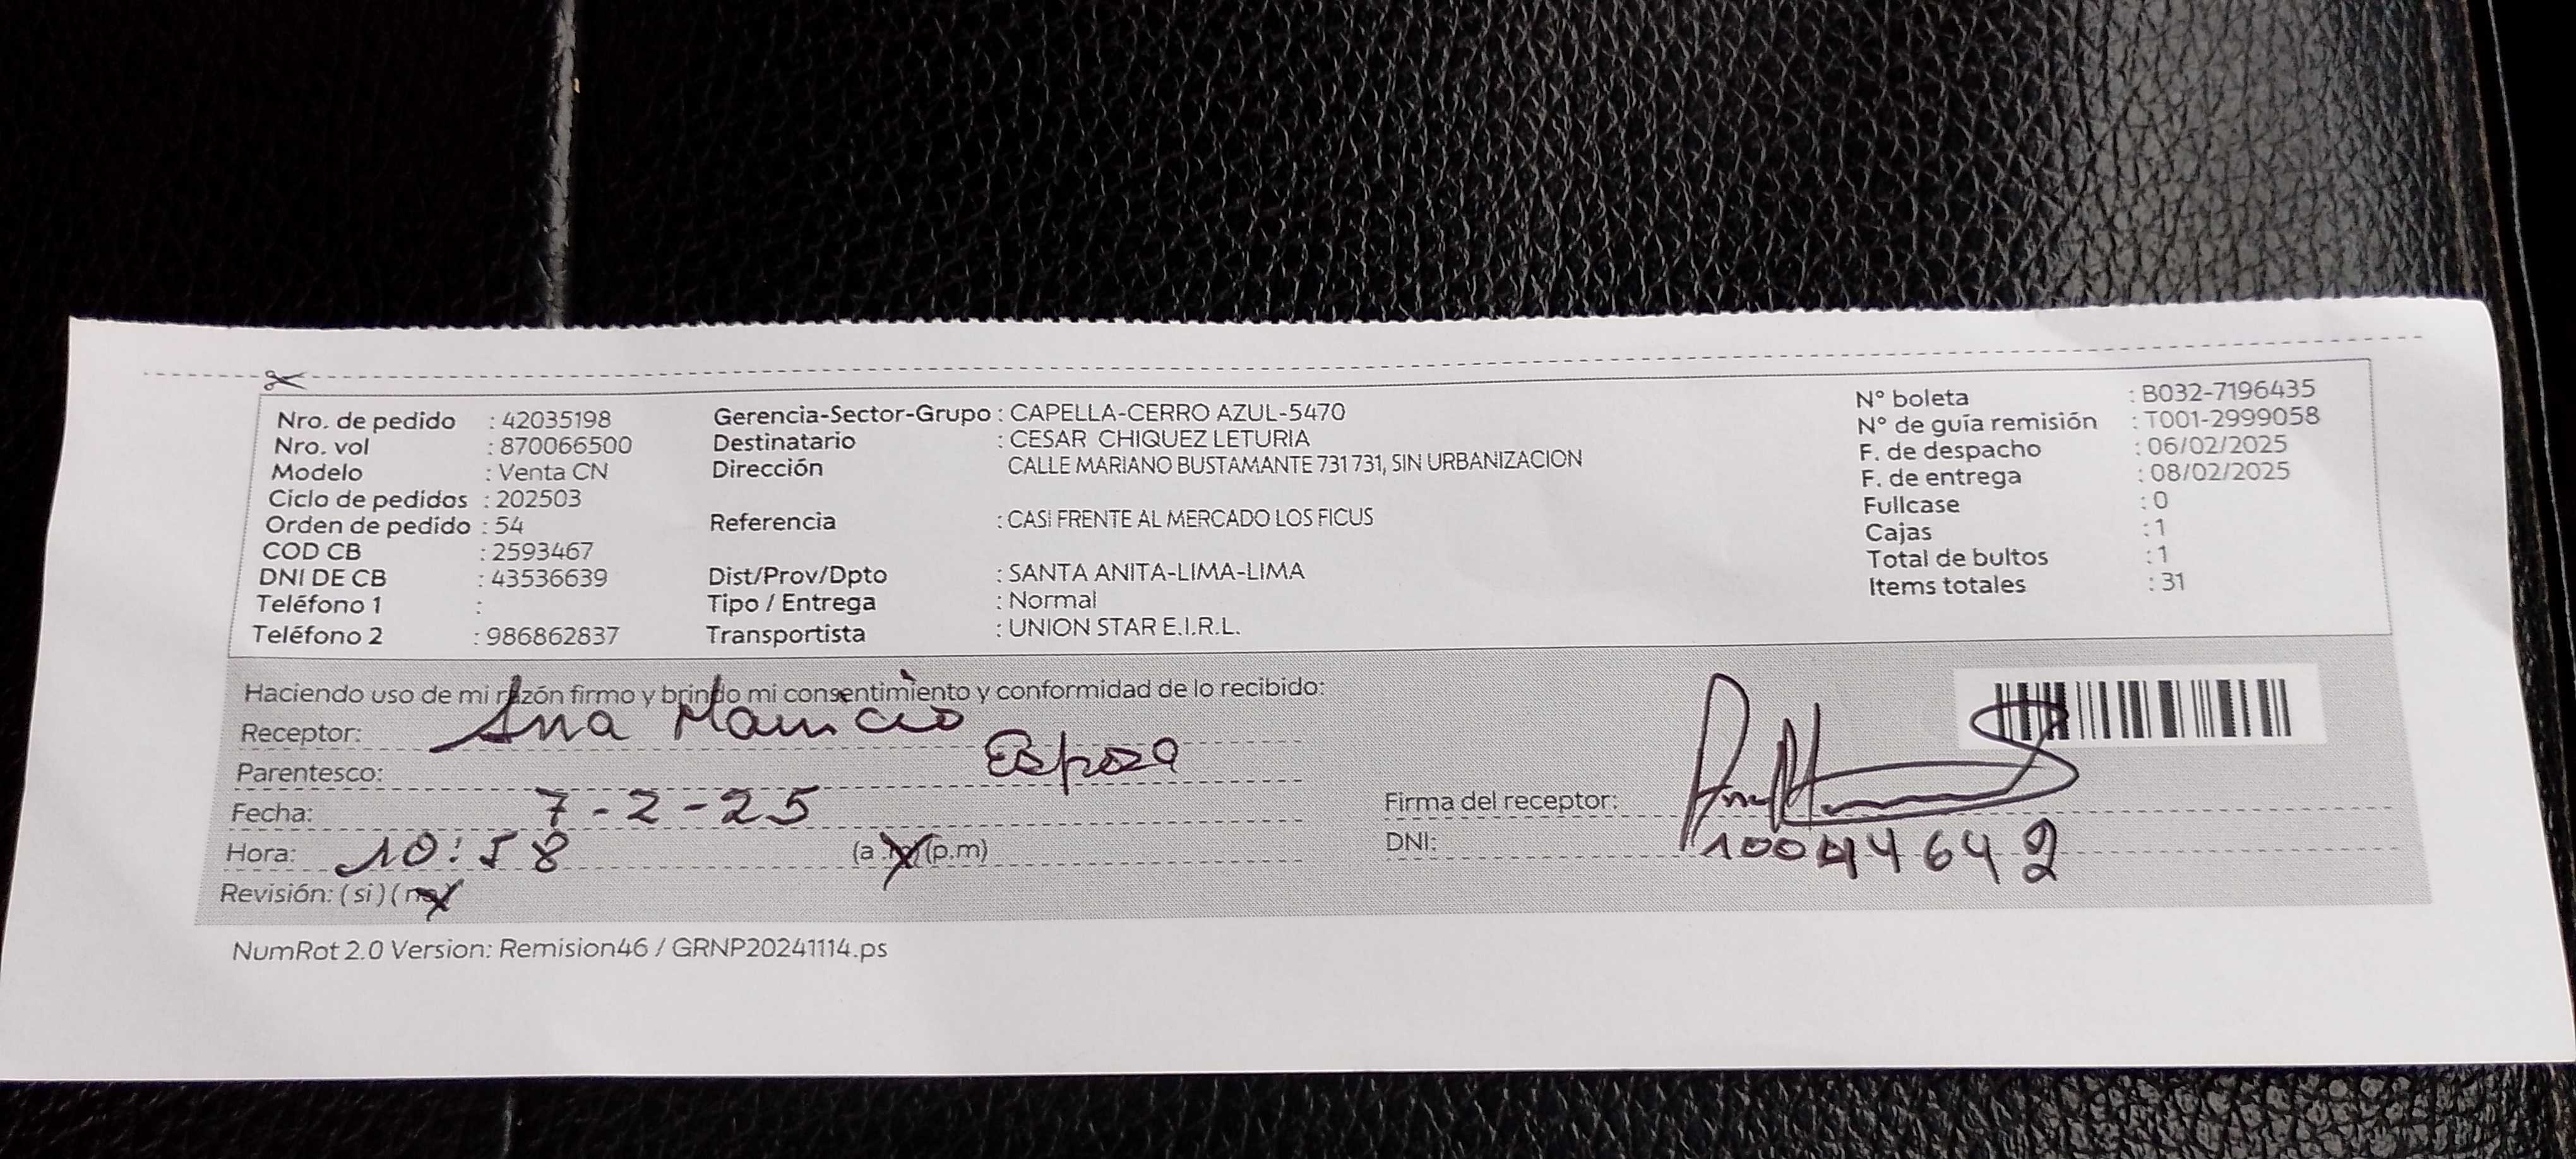 Nro. de pedido : 42035198
Nro. vol : 870066500
Modelo : Venta CN
Ciclo de pedidos : 202503
Orden de pedido : 54
COD CB : 2593467
DNI DE CB : 43536639
Teléfono 1 :
Teléfono 2 : 986862837
Gerencia-Sector-Grupo : CAPELLA-CERRO AZUL-5470
Destinatario : CESAR CHIQUEZ LETURIA
Dirección CALLE MARIANO BUSTAMANTE 731 731, SIN URBANIZACION
Referencia : CASI FRENTE AL MERCADO LOS FICUS
Dist/Prov/Dpto : SANTA ANITA-LIMA-LIMA
Tipo / Entrega : Normal
Transportista : UNION STAR E.I.R.L.
N° boleta : B032-7196435
N° de guía remisión : T001-2999058
F. de despacho : 06/02/2025
F. de entrega : 08/02/2025
Fullcase : 0
Cajas : 1
Total de bultos : 1
Items totales : 31
Haciendo uso de mi razón firmo y brindo mi consentimiento y conformidad de lo recibido:
Receptor: Ana Mauricio
Parentesco: Esposa
Fecha: 7-2-25
Hora: 10:58 (a.m) (p.m)
Revisión: (si) (no)
Firma del receptor:
DNI: 10044642
NumRot 2.0 Version: Remision46 / GRNP20241114.ps